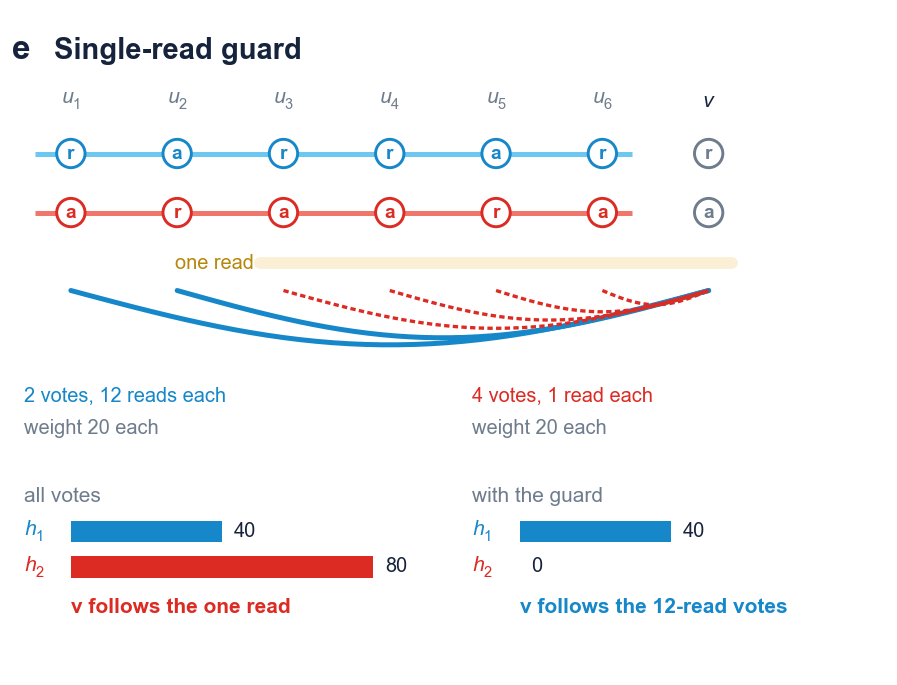 e Single-read guard
u1 u2 u3 u4 u5 u6 v
r a r r a r r
a r a a r a a
one read
2 votes, 12 reads each
weight 20 each
4 votes, 1 read each
weight 20 each
all votes
h1 40
h2 80
v follows the one read
with the guard
h1 40
h2 0
v follows the 12-read votes